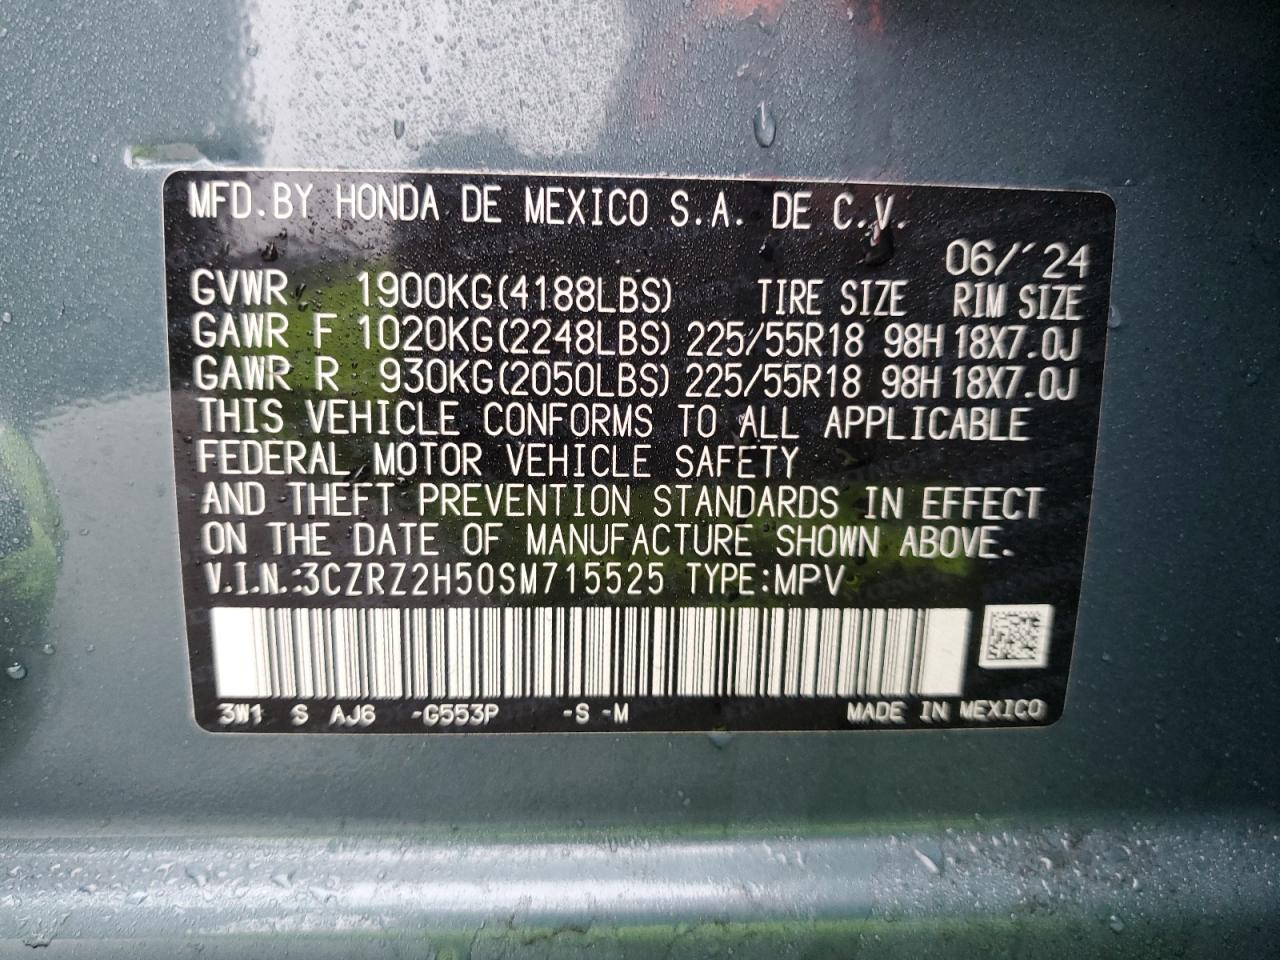 MFD.BY HONDA DE MEXICO S.A. DE C.V.
06/´24
GVWR 1900KG(4188LBS) TIRE SIZE RIM SIZE
GAWR F 1020KG(2248LBS) 225/55R18 98H 18X7.0J
GAWR R 930KG(2050LBS) 225/55R18 98H 18X7.0J
THIS VEHICLE CONFORMS TO ALL APPLICABLE
FEDERAL MOTOR VEHICLE SAFETY
AND THEFT PREVENTION STANDARDS IN EFFECT
ON THE DATE OF MANUFACTURE SHOWN ABOVE.
V.I.N.:3CZRZ2H50SM715525 TYPE:MPV
3W1 S AJ6 -G553P -S -M MADE IN MEXICO